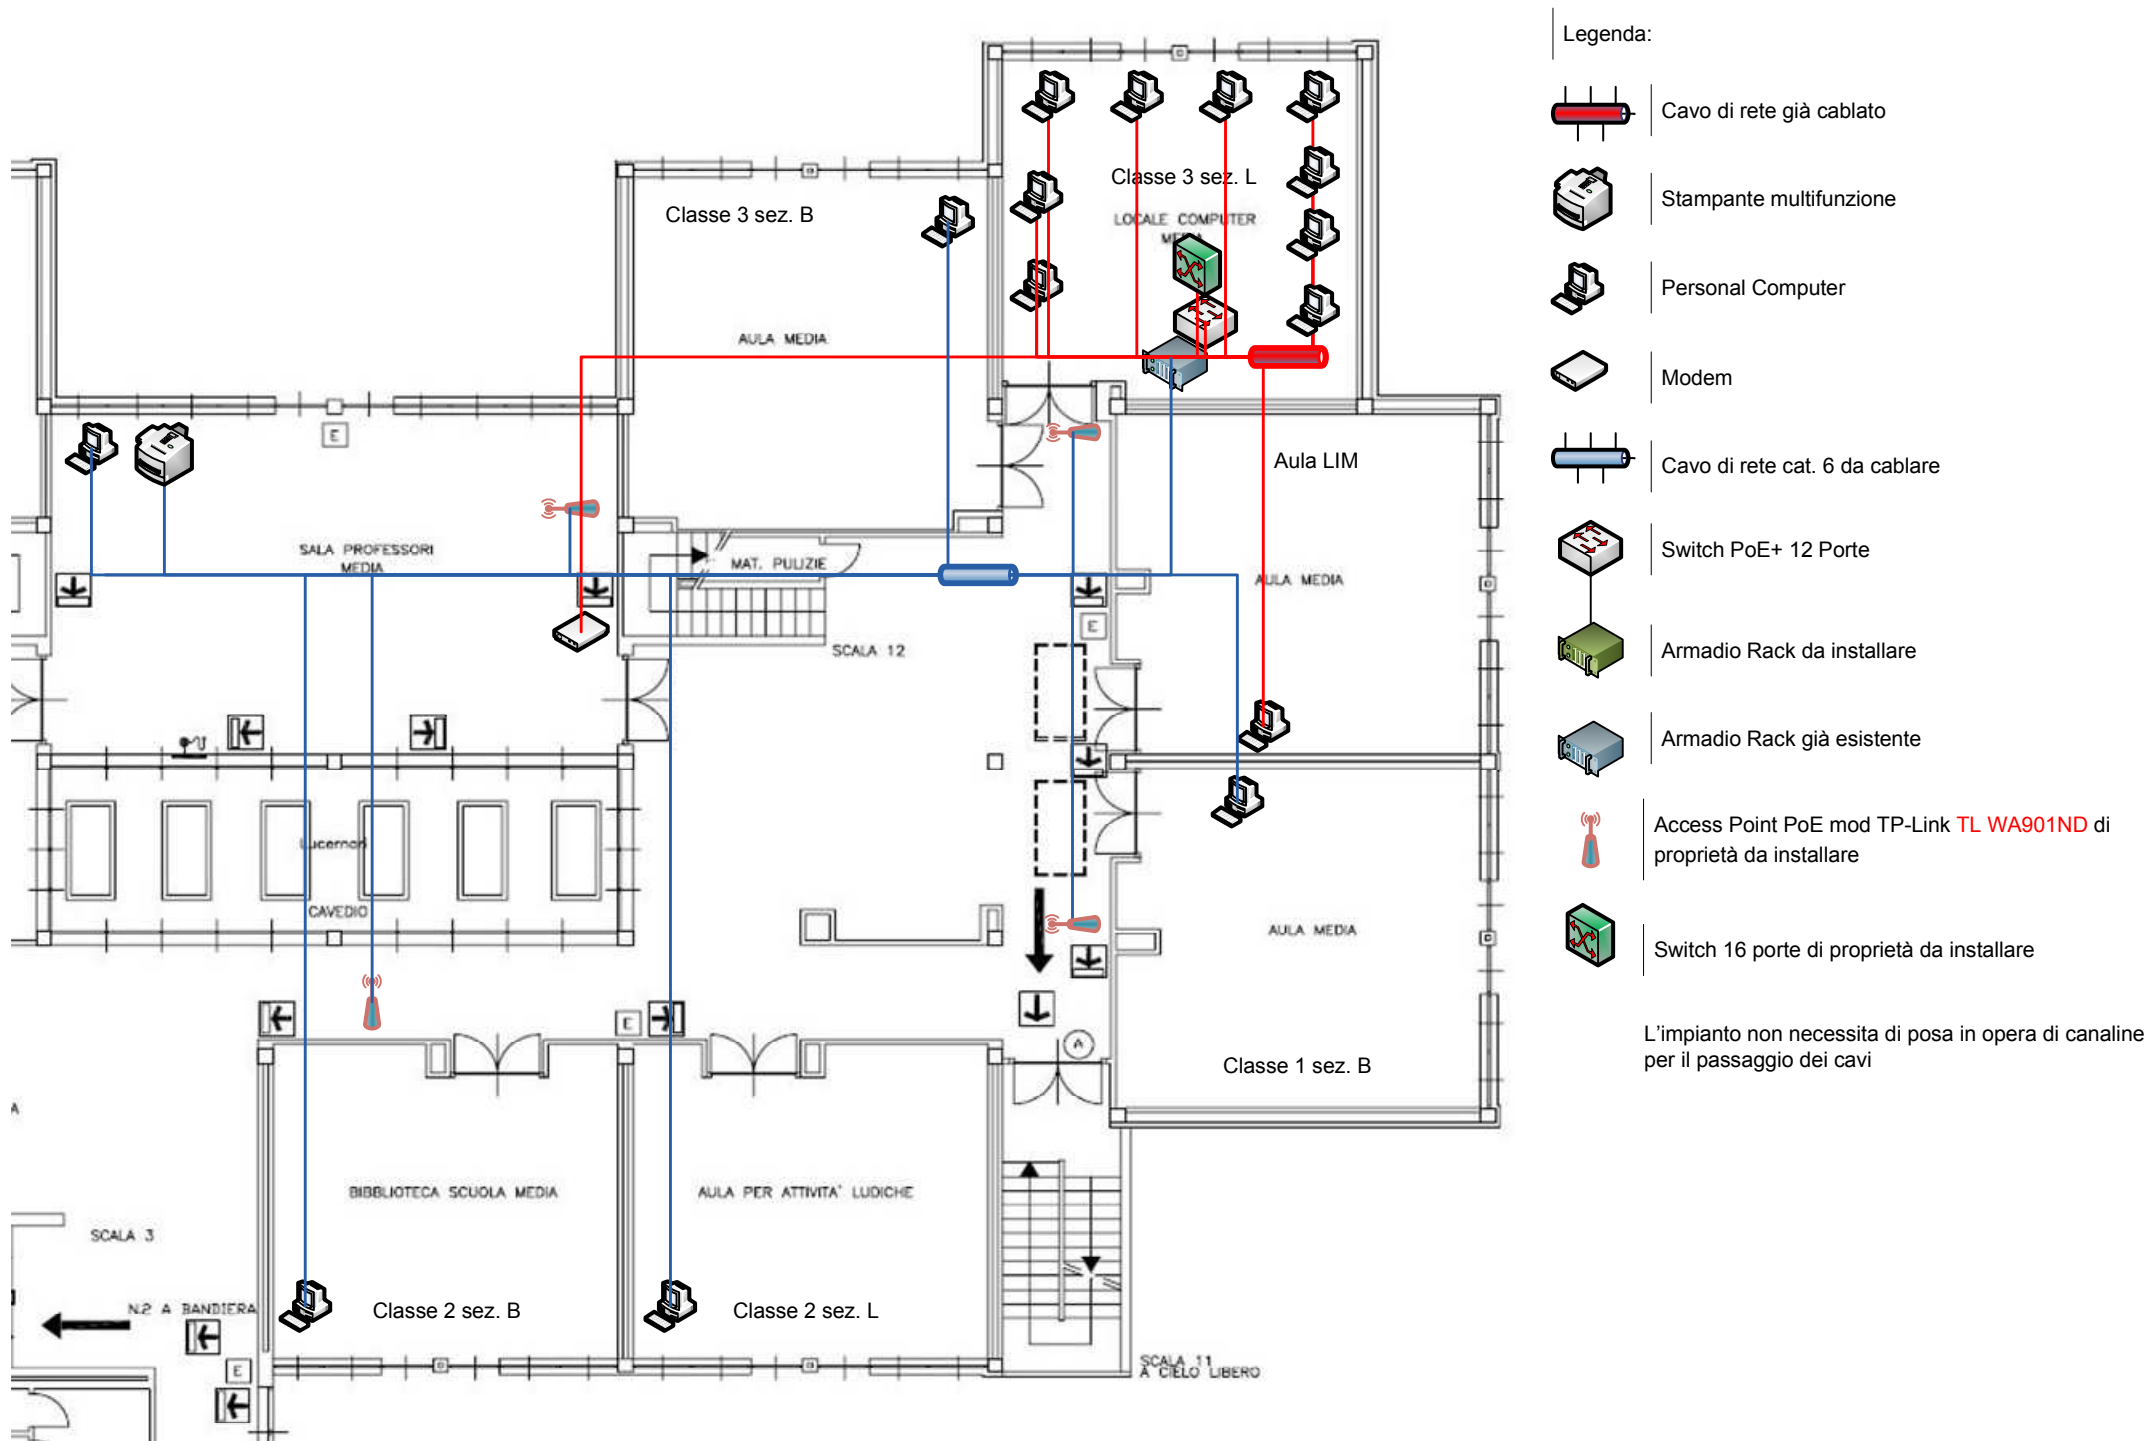 Legenda:
Cavo di rete già cablato
Stampante multifunzione
Personal Computer
Modem
Cavo di rete cat. 6 da cablare
Switch PoE+ 12 Porte
Armadio Rack da installare
Armadio Rack già esistente
Access Point PoE mod TP-Link TL WA901ND di
proprietà da installare
Switch 16 porte di proprietà da installare
L'impianto non necessita di posa in opera di canaline
per il passaggio dei cavi
Classe 3 sez. L
LOCALE COMPUTER
MEDIA
Classe 3 sez. B
AULA MEDIA
E
Aula LIM
SALA PROFESSORI
MEDIA
MAT. PULIZIE
AULA MEDIA
E
SCALA 12
Lucernari
CAVEDIO
AULA MEDIA
E
A
Classe 1 sez. B
A
BIBBLIOTECA SCUOLA MEDIA
AULA PER ATTIVITA' LUDICHE
SCALA 3
N.2 A BANDIERA
Classe 2 sez. B
Classe 2 sez. L
E
SCALA 11
A CIELO LIBERO